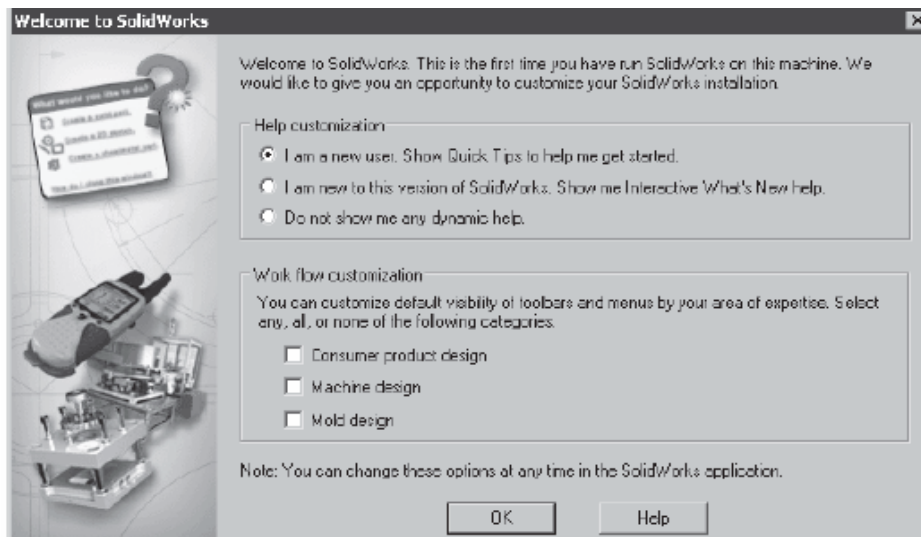 Welcome to SolidWorks
Welcome to SolidWorks. This is the first time you have run SolidWorks on this machine. We
would like to give you an opportunity to customize your SolidWorks installation.
What would you like to do?
Help customization
I am a new user. Show Quick Tips to help me get started.
I am new to this version of SolidWorks. Show me Interactive What's New help.
Do not show me any dynamic help.
Work flow customization
You can customize default visibility of toolbars and menus by your area of expertise. Select
any, all, or none of the following categories.
Consumer product design
Machine design
Mold design
Note: You can change these options at any time in the SolidWorks application.
OK Help